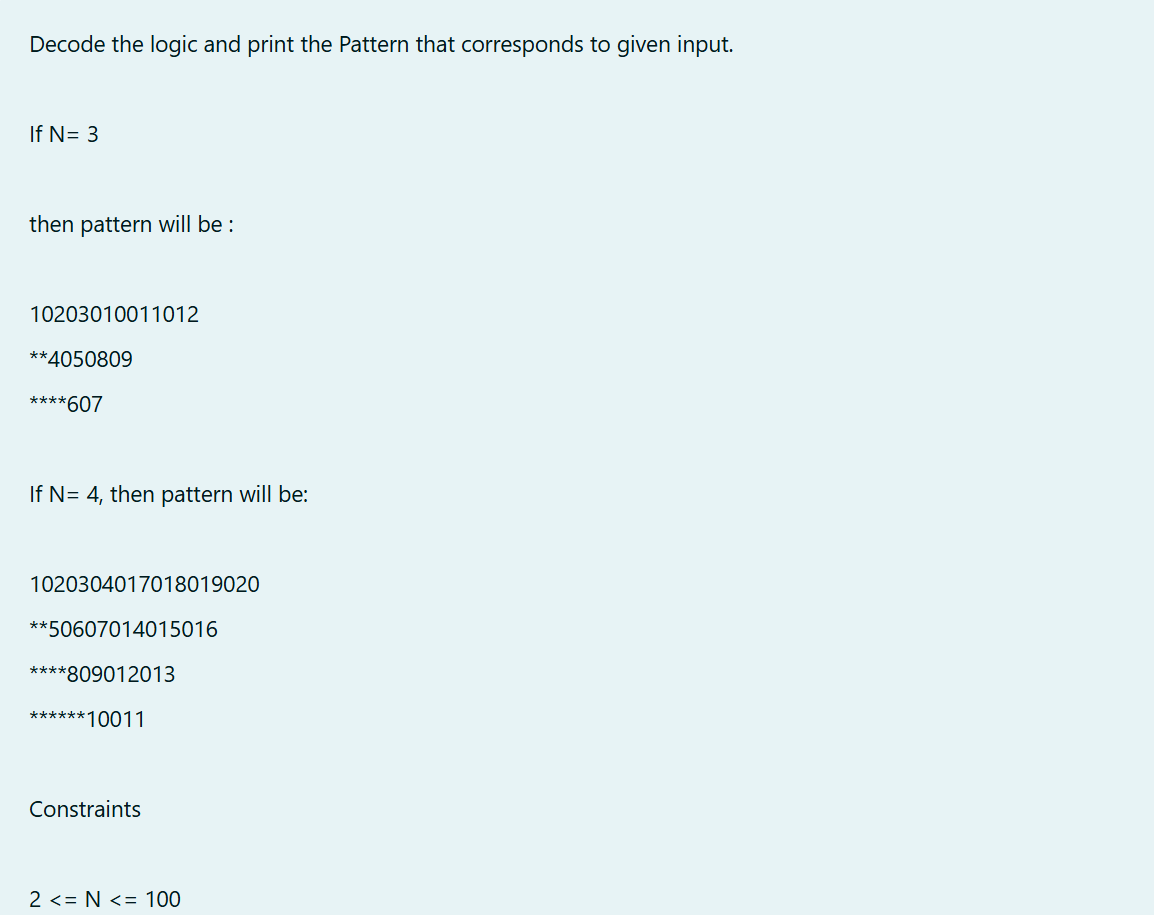 Decode the logic and print the Pattern that corresponds to given input.
If N= 3
then pattern will be :
10203010011012
**4050809
****607
If N= 4, then pattern will be:
1020304017018019020
**50607014015016
****809012013
******10011
Constraints
2 <= N <= 100